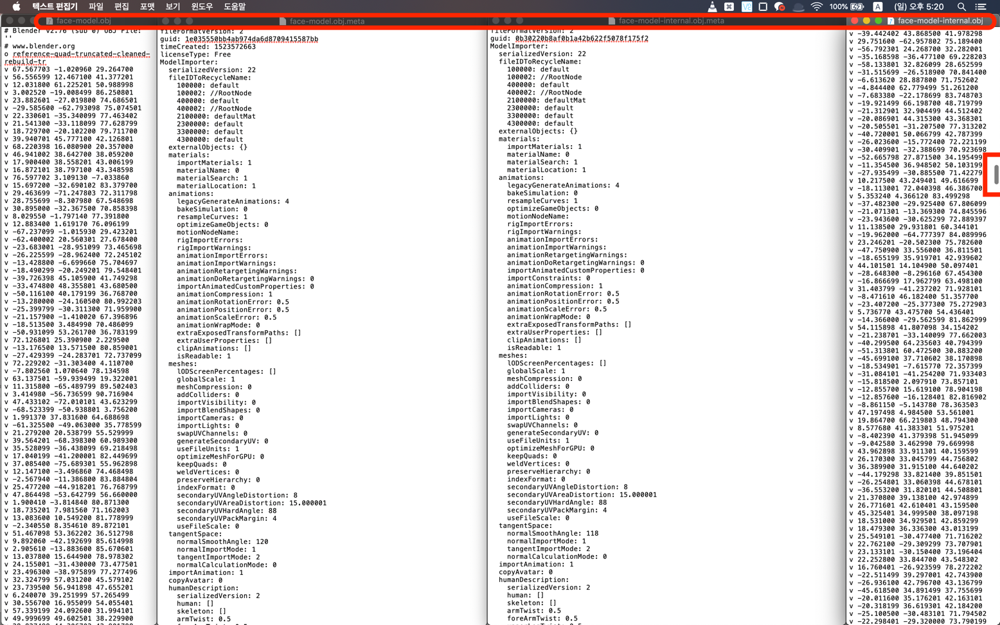 텍스트 편집기 파일 편집 포맷 보기 윈도우 도움말
100% A (일) 오후 5:20
face-model.obj
# Blender v2.76 (sub 0) OBJ File:
''
# www.blender.org
o reference-quad-truncated-cleaned-
rebuild-tr
v 67.567703 -1.020960 29.264700
v 56.556599 12.467100 41.377201
v 12.031800 61.225201 50.988998
v 3.002520 -19.008499 86.250801
v 23.882601 -27.019800 74.686501
v -29.585600 -62.793098 75.074501
v 22.330601 -35.340099 77.463402
v 21.541300 -33.118099 77.628799
v 18.729700 -20.102200 79.711700
v 39.940701 45.777100 42.126801
v 68.220398 16.080900 20.357000
v 46.941002 38.642700 38.059200
v 17.900400 38.558201 43.006199
v 16.872101 38.797100 43.348598
v 76.597702 3.109130 -7.033860
v 15.697200 -32.690102 83.379700
v 29.463699 -71.247803 72.311798
v 28.755699 -8.307980 67.548698
v 30.895000 -32.367500 70.858398
v 8.029550 -1.797140 77.391800
v 12.883400 1.619170 76.096199
v -67.237099 -1.015930 29.423201
v -62.400002 20.560301 27.678400
v -23.683001 -28.951099 73.465698
v -26.225599 -28.962400 72.245102
v -13.428800 -6.699660 75.704697
v -18.490299 -20.249201 79.548401
v -39.726398 45.105900 41.749298
v -33.474800 48.355801 43.680500
v -50.116100 40.179199 36.768700
v -13.280000 -24.160500 80.992203
v -25.399799 -30.311300 71.959900
v -21.157900 -1.410020 67.396896
v -18.513500 3.484990 70.486099
v -50.931099 53.261700 36.783199
v 72.126801 25.390900 2.229500
v -13.176500 13.571500 80.859001
v -27.429399 -24.283701 72.737099
v 72.229202 -31.303400 4.110700
v -7.802560 1.070640 78.134598
v 63.137501 -59.939499 19.322001
v 11.315800 -65.489799 89.502403
v 3.414980 -56.736599 90.716904
v 47.433102 -72.010101 43.623299
v -68.523399 -50.938801 3.756200
v 1.991370 37.831600 64.688698
v -61.325500 -49.063000 35.778599
v 21.279200 20.538799 55.529999
v 39.564201 -68.398300 60.989300
v 35.528099 -36.438099 69.218498
v 17.040199 -41.200001 82.449699
v 37.085400 -75.689301 55.962898
v 12.147100 -3.496860 74.468498
v -2.567940 -11.386800 83.884804
v 25.477200 -44.918201 76.768799
v 47.864498 -53.642799 56.660000
v 1.900410 -3.814840 80.871300
v 18.735201 7.981560 71.162003
v 13.083600 10.549200 81.778999
v -2.340550 8.354610 89.872101
v 51.467098 53.362202 36.512798
v 9.892060 -42.192699 85.614998
v 2.905610 -13.883600 85.670601
v 13.037800 15.644900 78.978302
v 24.155001 -31.430000 73.477501
v 23.496300 -38.975899 77.277496
v 32.324799 57.031200 45.579102
v 23.739500 56.941898 47.655201
v 6.240070 39.251999 57.265499
v 30.556700 16.955099 54.055401
v 57.339199 24.092600 31.994101
v 49.999699 49.602501 38.229900
face-model.obj.meta
fileFormatVersion: 2
guid: 1e035550bb4ab974da6d8709415587bb
timeCreated: 1523572663
licenseType: Free
ModelImporter:
serializedVersion: 22
fileIDToRecycleName:
100000: default
100002: //RootNode
400000: default
400002: //RootNode
2100000: defaultMat
2300000: default
3300000: default
4300000: default
externalObjects: {}
materials:
importMaterials: 1
materialName: 0
materialSearch: 1
materialLocation: 1
animations:
legacyGenerateAnimations: 4
bakeSimulation: 0
resampleCurves: 1
optimizeGameObjects: 0
motionNodeName:
rigImportErrors:
rigImportWarnings:
animationImportErrors:
animationImportWarnings:
animationRetargetingWarnings:
animationDoRetargetingWarnings: 0
importAnimatedCustomProperties: 0
animationCompression: 1
animationRotationError: 0.5
animationPositionError: 0.5
animationScaleError: 0.5
animationWrapMode: 0
extraExposedTransformPaths: []
extraUserProperties: []
clipAnimations: []
isReadable: 1
meshes:
lODScreenPercentages: []
globalScale: 1
meshCompression: 0
addColliders: 0
importVisibility: 0
importBlendShapes: 0
importCameras: 0
importLights: 0
swapUVChannels: 0
generateSecondaryUV: 0
useFileUnits: 1
optimizeMeshForGPU: 0
keepQuads: 0
weldVertices: 0
preserveHierarchy: 0
indexFormat: 0
secondaryUVAngleDistortion: 8
secondaryUVAreaDistortion: 15.000001
secondaryUVHardAngle: 88
secondaryUVPackMargin: 4
useFileScale: 0
tangentSpace:
normalSmoothAngle: 120
normalImportMode: 1
tangentImportMode: 2
normalCalculationMode: 0
importAnimation: 1
copyAvatar: 0
humanDescription:
serializedVersion: 2
human: []
skeleton: []
armTwist: 0.5
face-model-internal.obj.meta
fileFormatVersion: 2
guid: 0b30220b8af0b1a42b622f5078f175f2
ModelImporter:
serializedVersion: 22
fileIDToRecycleName:
100000: default
100002: //RootNode
400000: default
400002: //RootNode
2100000: defaultMat
2300000: default
3300000: default
4300000: default
externalObjects: {}
materials:
importMaterials: 1
materialName: 0
materialSearch: 1
materialLocation: 1
animations:
legacyGenerateAnimations: 4
bakeSimulation: 0
resampleCurves: 1
optimizeGameObjects: 0
motionNodeName:
rigImportErrors:
rigImportWarnings:
animationImportErrors:
animationImportWarnings:
animationRetargetingWarnings:
animationDoRetargetingWarnings: 0
importAnimatedCustomProperties: 0
importConstraints: 0
animationCompression: 1
animationRotationError: 0.5
animationPositionError: 0.5
animationScaleError: 0.5
animationWrapMode: 0
extraExposedTransformPaths: []
extraUserProperties: []
clipAnimations: []
isReadable: 1
meshes:
lODScreenPercentages: []
globalScale: 1
meshCompression: 0
addColliders: 0
importVisibility: 0
importBlendShapes: 0
importCameras: 0
importLights: 0
swapUVChannels: 0
generateSecondaryUV: 0
useFileUnits: 1
optimizeMeshForGPU: 0
keepQuads: 0
weldVertices: 0
preserveHierarchy: 0
indexFormat: 0
secondaryUVAngleDistortion: 8
secondaryUVAreaDistortion: 15.000001
secondaryUVHardAngle: 88
secondaryUVPackMargin: 4
useFileScale: 0
tangentSpace:
normalSmoothAngle: 118
normalImportMode: 1
tangentImportMode: 2
normalCalculationMode: 0
importAnimation: 1
copyAvatar: 0
humanDescription:
serializedVersion: 2
human: []
skeleton: []
armTwist: 0.5
foreArmTwist: 0.5
face-model-internal.obj
v -39.442402 43.868500 41.978298
v 29.751600 -62.957802 75.189400
v -56.792301 24.268700 32.282001
v -35.168598 -36.477100 69.228203
v -58.133801 32.826099 28.652599
v -31.515699 -26.518900 70.841400
v -6.613620 28.887800 71.752602
v -4.844400 62.779499 51.261200
v -7.683380 -22.178699 83.748703
v -19.921499 66.198700 48.719799
v -21.312901 32.904499 44.512402
v -20.086901 44.315300 43.368301
v -20.505501 -31.207500 77.313202
v -40.720001 50.066799 42.787399
v -26.023600 -15.772400 72.221199
v -30.409901 -32.388699 70.923698
v -52.665798 27.871500 34.195499
v -11.354500 36.948502 50.103199
v -27.935499 -30.885500 71.42279
v 10.217500 43.249401 49.616699
v -18.113001 72.040398 46.386700
v 5.353240 4.366120 83.499298
v -37.482300 -29.925400 67.806099
v -21.071301 -13.369300 74.845596
v -23.943600 -30.625299 72.889397
v 11.138500 29.931801 60.344101
v -19.962000 -64.777397 84.089996
v 23.246201 -20.502300 75.782600
v -47.750900 33.556000 36.811501
v -18.655199 35.919701 42.939602
v 44.101501 14.104900 50.097401
v -28.648300 -8.296160 67.454300
v -16.866699 17.962799 63.498100
v 31.403799 -41.237202 71.928101
v -8.471610 46.182400 51.357700
v -23.407200 -25.377300 75.272903
v 5.736770 43.475700 54.436401
v -14.366000 -29.562599 81.862999
v 54.115898 41.807098 34.154202
v -21.238701 -33.140099 77.662003
v -40.299500 64.235603 40.794399
v -51.313801 60.472500 30.883200
v -45.699100 37.710602 38.170898
v -18.534901 -7.615770 72.357399
v -31.084101 -41.254200 71.933403
v -15.818500 2.097910 73.857101
v -12.855700 15.619100 78.904198
v -12.857600 -16.128401 82.816902
v -8.861150 -5.143780 78.363503
v 47.197498 4.984500 53.561001
v 19.864700 66.219803 48.794300
v 8.577680 41.383301 51.975201
v -8.402390 41.379398 51.945099
v -9.042580 3.462990 79.669998
v 43.962898 33.911301 40.159599
v 26.170300 33.045799 44.756802
v 36.389900 31.915100 44.640202
v -44.179298 33.821400 39.851501
v -26.254801 33.060398 44.678101
v -36.553200 31.820101 44.508801
v 21.370800 39.138100 42.974899
v 26.771601 42.610401 43.159500
v 45.325401 34.999500 38.097198
v 18.531000 34.929501 42.859299
v 18.479300 36.336300 43.013199
v 25.549101 -30.477400 71.716202
v 22.762100 -29.309299 73.707901
v 23.133101 -30.150400 73.196404
v 22.252800 33.844700 43.548302
v 16.760401 -26.923599 78.272202
v -22.511499 39.297001 42.743900
v -26.936100 42.796700 43.136799
v -45.618500 34.891499 37.755699
v -20.011600 35.176201 42.163101
v -20.318199 36.619301 42.184200
v -25.100500 -30.483101 71.794502
v -22.298401 -29.320000 73.790199